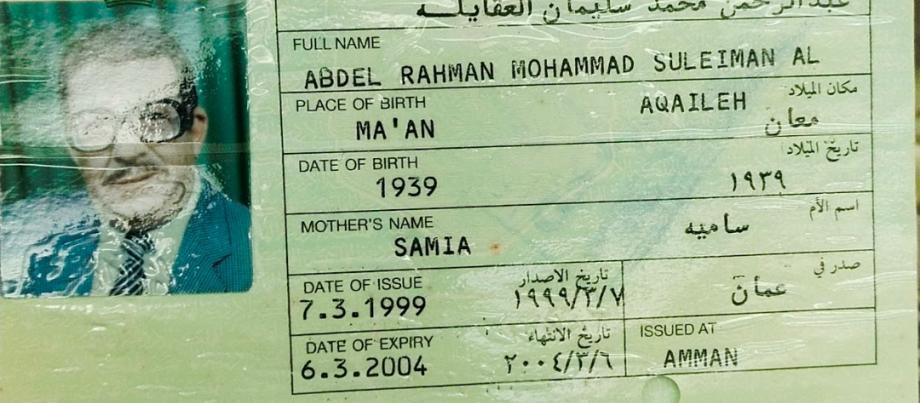 عبدالرحمن محمد سليمان العقايله
FULL NAME
ABDEL RAHMAN MOHAMMAD SULEIMAN AL
AQAILEH
PLACE OF BIRTH مكان الميلاد
MA'AN معان
DATE OF BIRTH تاريخ الميلاد
1939 ١٩٣٩
MOTHER'S NAME اسم الأم
SAMIA ساميه
DATE OF ISSUE تاريخ الاصدار صدر في
7.3.1999 ١٩٩٩/٣/٧ عمان
DATE OF EXPIRY تاريخ الانتهاء ISSUED AT
6.3.2004 ٢٠٠٤/٣/٦ AMMAN